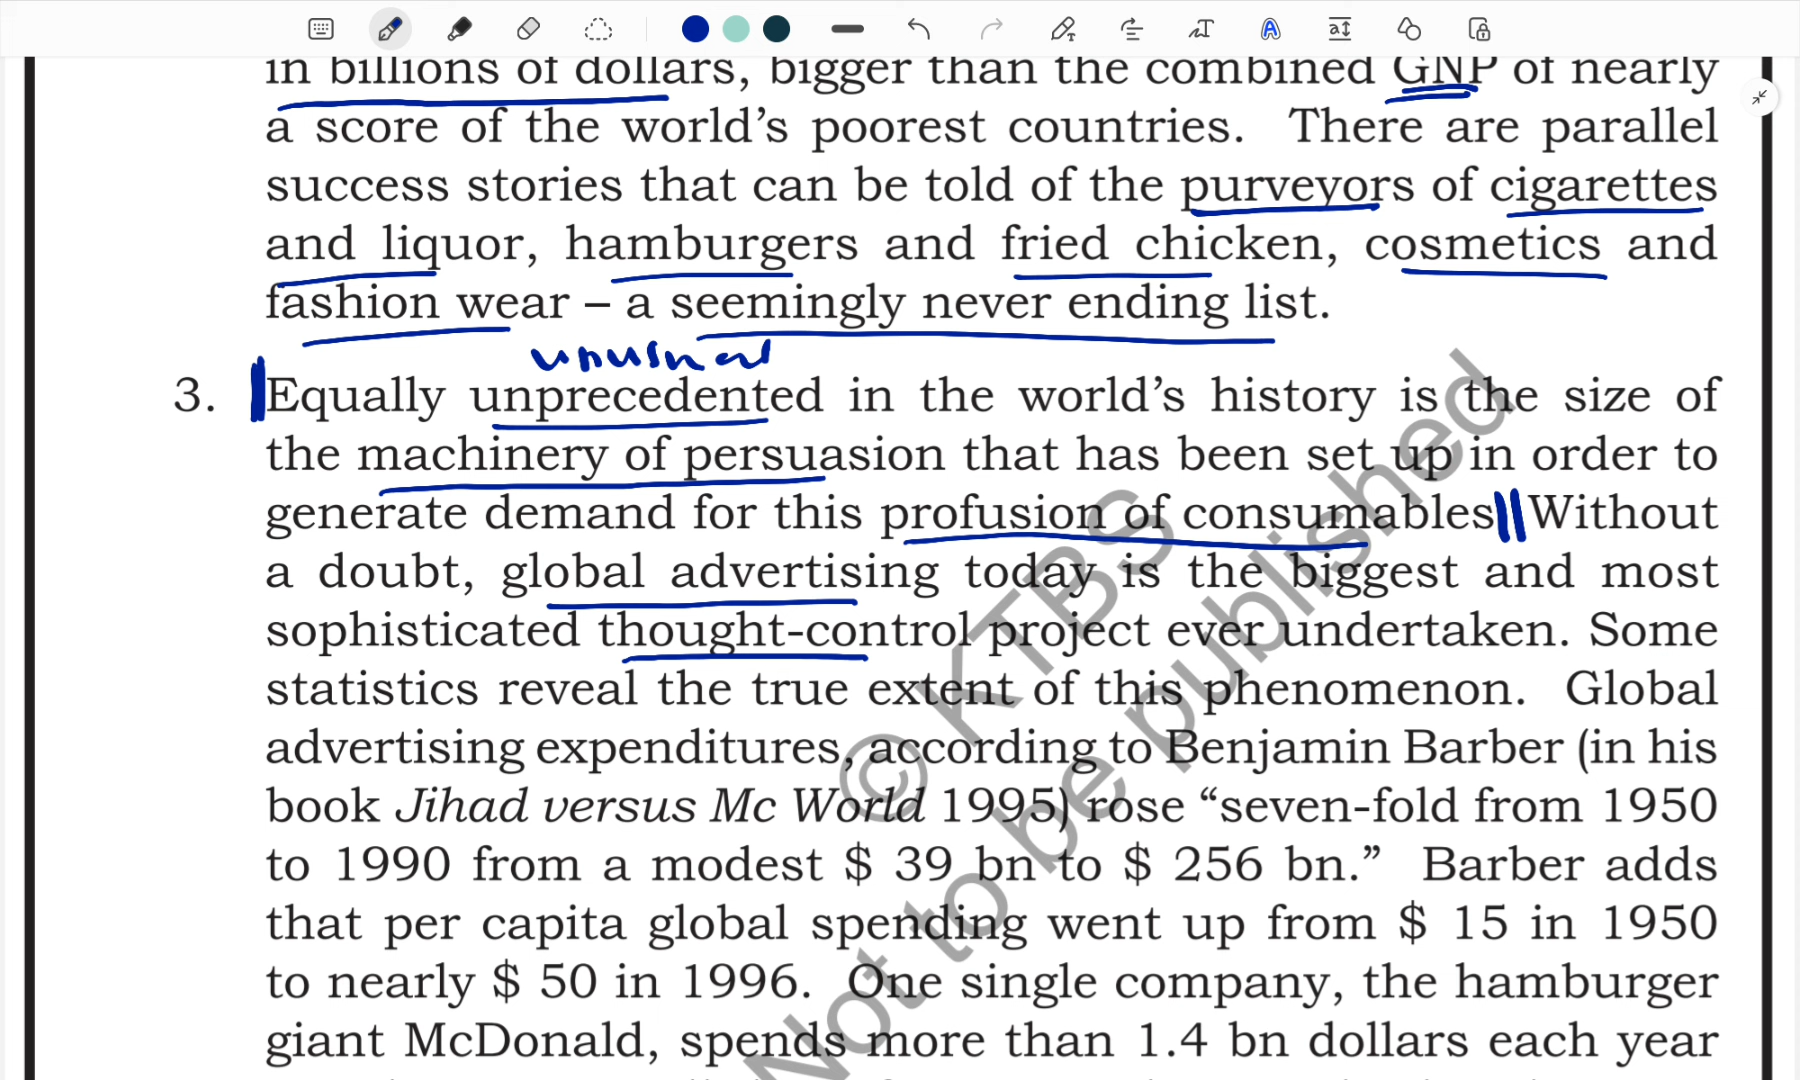 in billions of dollars, bigger than the combined GNP of nearly
a score of the world’s poorest countries. There are parallel
success stories that can be told of the purveyors of cigarettes
and liquor, hamburgers and fried chicken, cosmetics and
fashion wear – a seemingly never ending list.
unusual
3. Equally unprecedented in the world’s history is the size of
the machinery of persuasion that has been set up in order to
generate demand for this profusion of consumables Without
a doubt, global advertising today is the biggest and most
sophisticated thought-control project ever undertaken. Some
statistics reveal the true extent of this phenomenon. Global
advertising expenditures, according to Benjamin Barber (in his
book Jihad versus Mc World 1995) rose “seven-fold from 1950
to 1990 from a modest $ 39 bn to $ 256 bn.” Barber adds
that per capita global spending went up from $ 15 in 1950
to nearly $ 50 in 1996. One single company, the hamburger
giant McDonald, spends more than 1.4 bn dollars each year
© KTBS
Not to be published